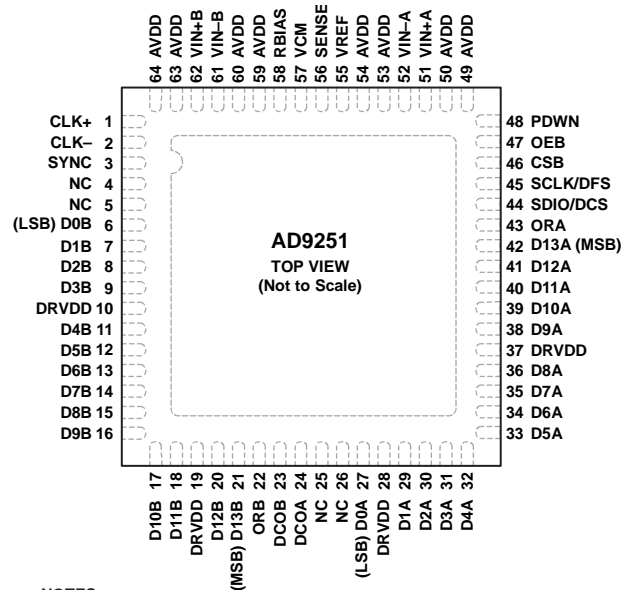 64 AVDD
63 AVDD
62 VIN+B
61 VIN–B
60 AVDD
59 AVDD
58 RBIAS
57 VCM
56 SENSE
55 VREF
54 AVDD
53 AVDD
52 VIN–A
51 VIN+A
50 AVDD
49 AVDD
CLK+ 1
CLK– 2
SYNC 3
NC 4
NC 5
(LSB) D0B 6
D1B 7
D2B 8
D3B 9
DRVDD 10
D4B 11
D5B 12
D6B 13
D7B 14
D8B 15
D9B 16
AD9251
TOP VIEW
(Not to Scale)
48 PDWN
47 OEB
46 CSB
45 SCLK/DFS
44 SDIO/DCS
43 ORA
42 D13A (MSB)
41 D12A
40 D11A
39 D10A
38 D9A
37 DRVDD
36 D8A
35 D7A
34 D6A
33 D5A
D10B 17
D11B 18
DRVDD 19
D12B 20
(MSB) D13B 21
ORB 22
DCOB 23
DCOA 24
NC 25
NC 26
(LSB) D0A 27
DRVDD 28
D1A 29
D2A 30
D3A 31
D4A 32